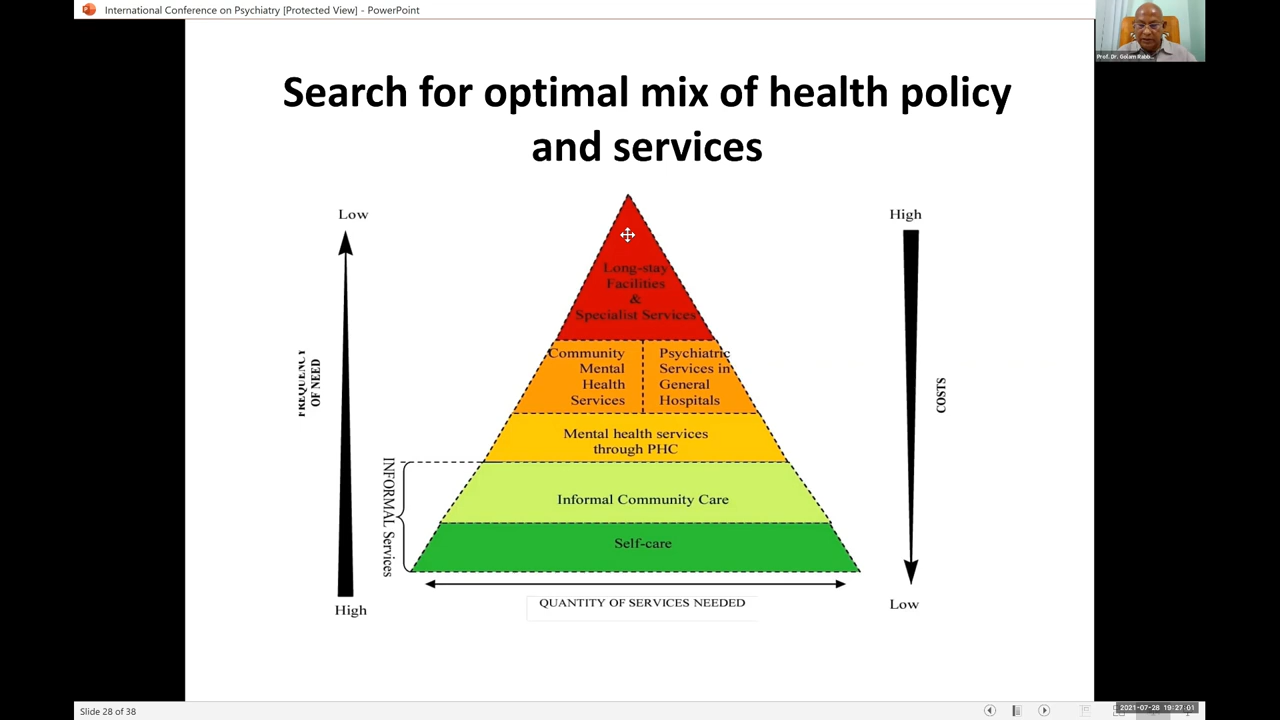 International Conference on Psychiatry [Protected View] - PowerPoint
Prof. Dr. Golam Rabb...
Search for optimal mix of health policy
and services
Low
High
Long-stay
Facilities
&
Specialist Services
Community
Mental
Health
Services
Psychiatric
Services in
General
Hospitals
FREQUENCY
OF NEED
COSTS
Mental health services
through PHC
INFORMAL Services
Informal Community Care
Self-care
High
QUANTITY OF SERVICES NEEDED
Low
Slide 28 of 38
2021-07-28 19:27:01